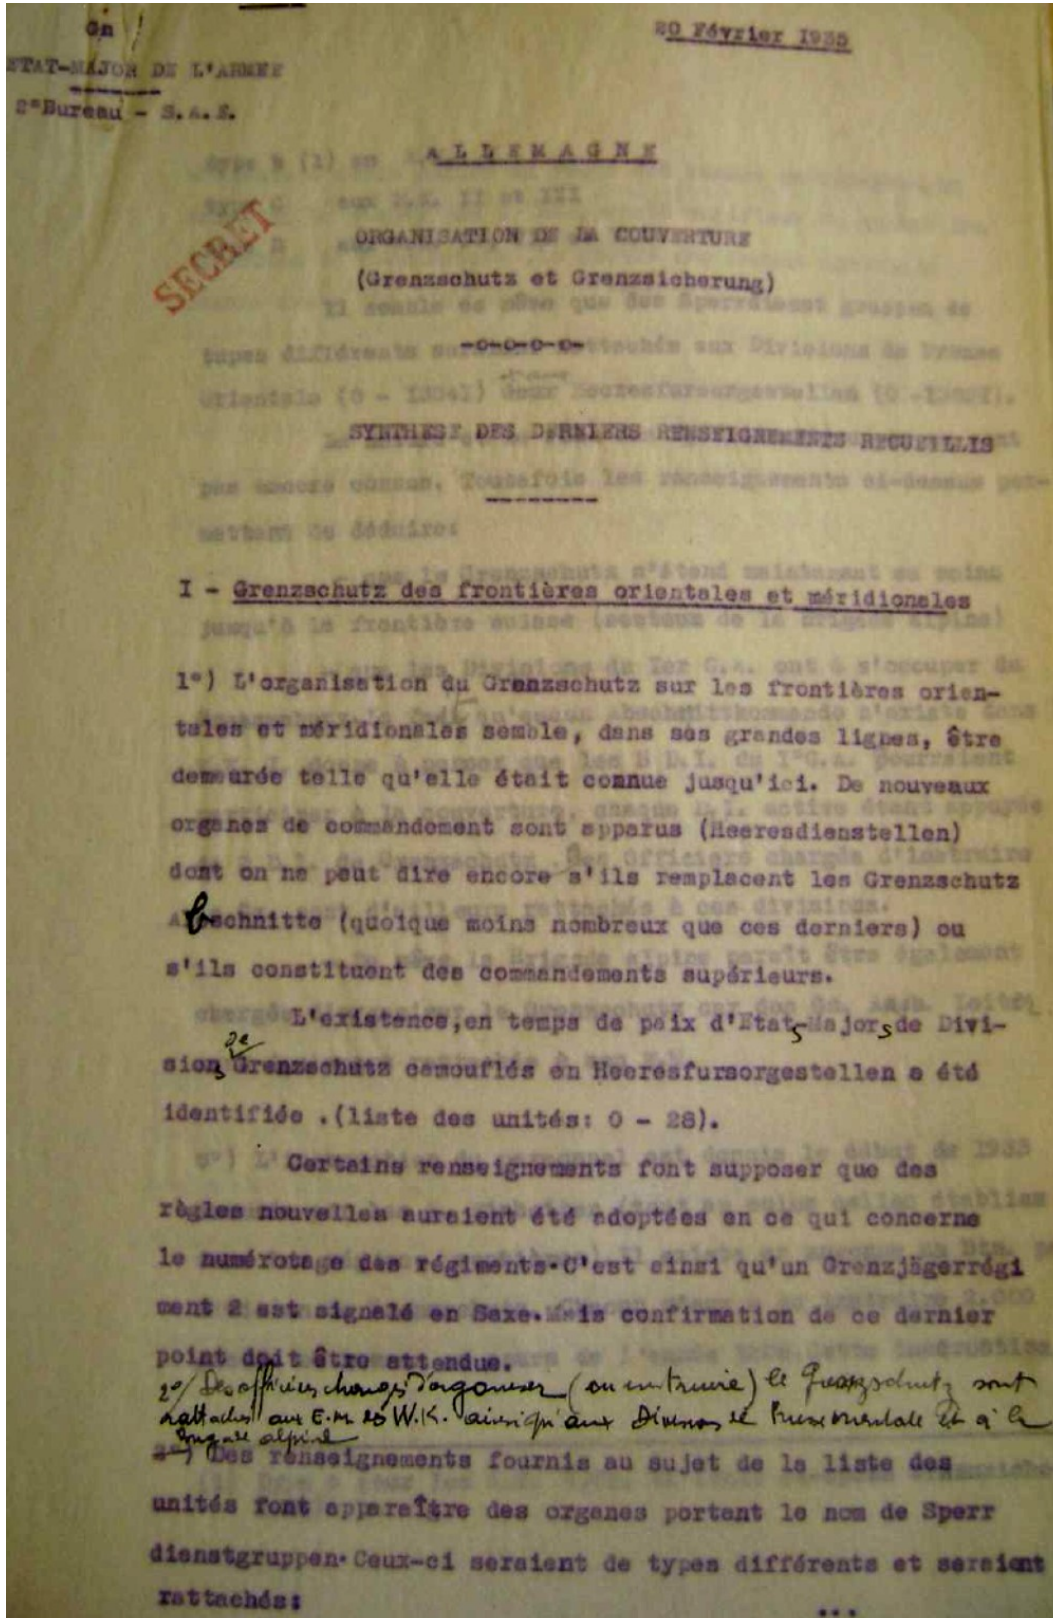 Gn
20 Février 1935
ETAT-MAJOR DE L'ARMEE
2°Bureau - S.A.E.
ALLEMAGNE
SECRET
ORGANISATION DE LA COUVERTURE
(Grenzschutz et Grenzsicherung)
-o-o-o-o-
SYNTHESE DES DERNIERS RENSEIGNEMENTS RECUEILLIS
I - Grenzschutz des frontières orientales et méridionales
1°) L'organisation du Grenzschutz sur les frontières orien-
tales et méridionales semble, dans ses grandes lignes, être
demeurée telle qu'elle était connue jusqu'ici. De nouveaux
organes de commandement sont apparus (Heeresdienstellen)
dont on ne peut dire encore s'ils remplacent les Grenzschutz
Abschnitte (quoique moins nombreux que ces derniers) ou
s'ils constituent des commandements supérieurs.
L'existence, en temps de paix d'Etats-Majors de Divi-
sions de Grenzschutz camouflés en Heeresfursorgestellen a été
identifiée .(liste des unités: 0 - 28).
Certains renseignements font supposer que des
règles nouvelles auraient été adoptées en ce qui concerne
le numérotage des régiments.C'est ainsi qu'un Grenzjägerrégi
ment 2 est signalé en Saxe.Mais confirmation de ce dernier
point doit être attendue.
2°/ Des officiers chargés d'organiser (ou instruire) le Grenzschutz sont
rattachés aux E.M. des W.K. ainsi qu'aux Divisions de Prusse Orientale et à la
Brigade alpine
2°) Des renseignements fournis au sujet de la liste des
unités font apparaître des organes portant le nom de Sperr
dienstgruppen.Ceux-ci seraient de types différents et seraient
rattachés:
...